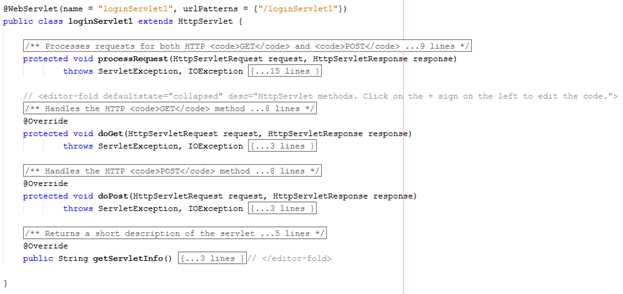 @WebServlet(name = "loginServlet1", urlPatterns = {"/loginServlet1"})
public class loginServlet1 extends HttpServlet {
/** Processes requests for both HTTP <code>GET</code> and <code>POST</code> ...9 lines */
protected void processRequest(HttpServletRequest request, HttpServletResponse response)
throws ServletException, IOException {...15 lines }
// <editor-fold defaultstate="collapsed" desc="HttpServlet methods. Click on the + sign on the left to edit the code.">
/** Handles the HTTP <code>GET</code> method ...8 lines */
@Override
protected void doGet(HttpServletRequest request, HttpServletResponse response)
throws ServletException, IOException {...3 lines }
/** Handles the HTTP <code>POST</code> method ...8 lines */
@Override
protected void doPost(HttpServletRequest request, HttpServletResponse response)
throws ServletException, IOException {...3 lines }
/** Returns a short description of the servlet ...5 lines */
@Override
public String getServletInfo() {...3 lines }// </editor-fold>
}